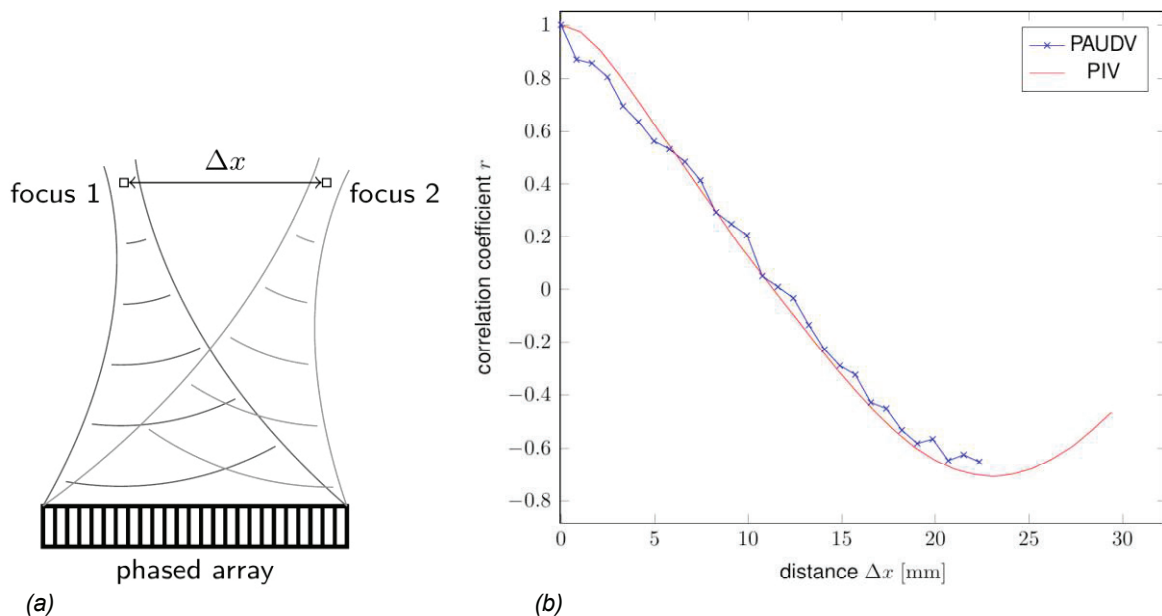 Δx
focus 1
focus 2
phased array
(a)
1
0.8
0.6
0.4
0.2
0
−0.2
−0.4
−0.6
−0.8
correlation coefficient r
0
5
10
15
20
25
30
distance Δx [mm]
PAUDV
PIV
(b)